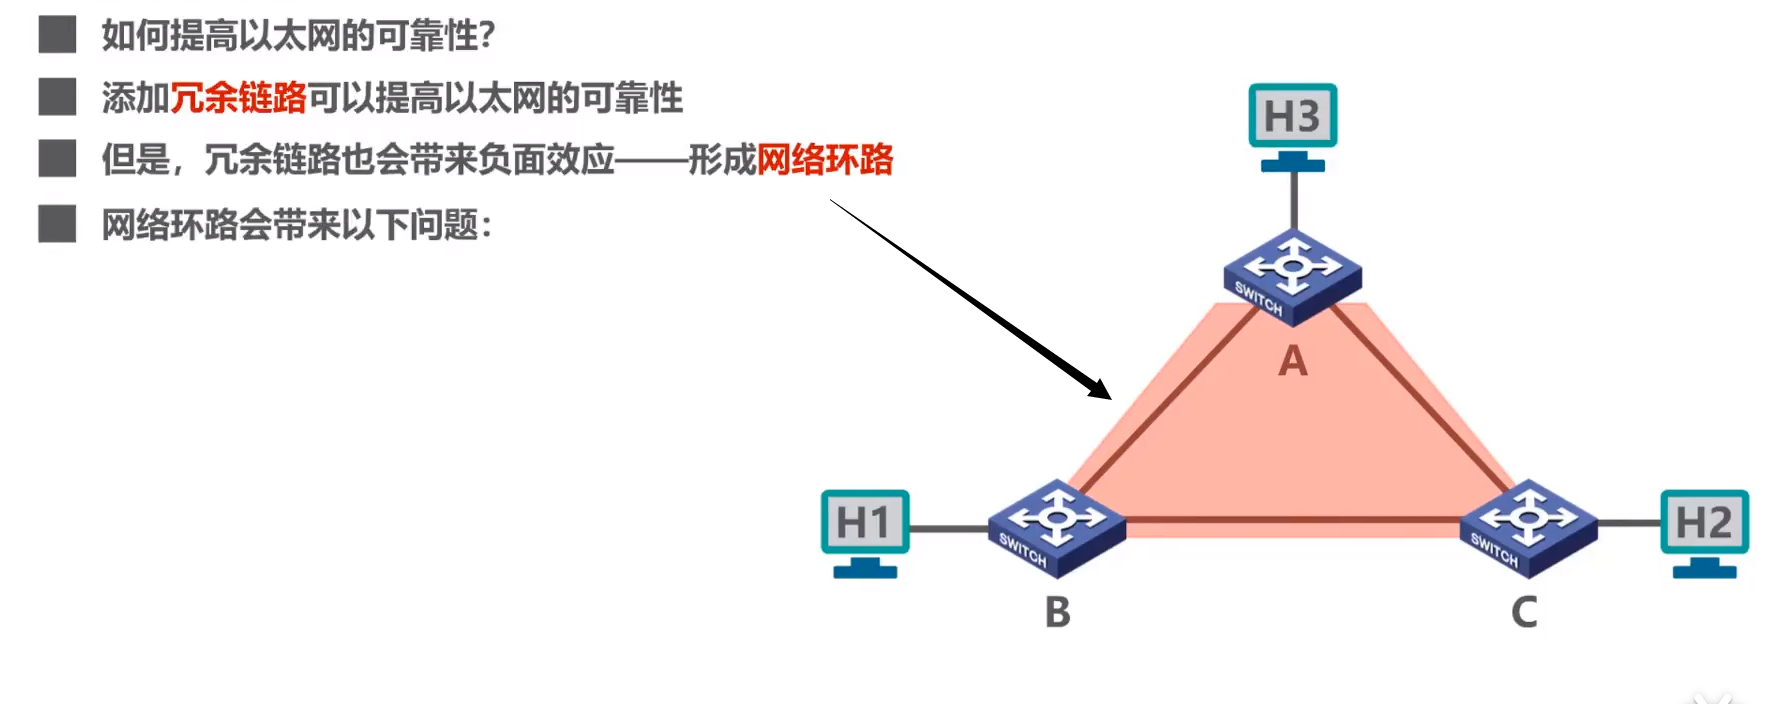 如何提高以太网的可靠性？
添加冗余链路可以提高以太网的可靠性
但是，冗余链路也会带来负面效应——形成网络环路
网络环路会带来以下问题：
H3
SWITCH
A
H1
SWITCH
SWITCH
H2
B
C